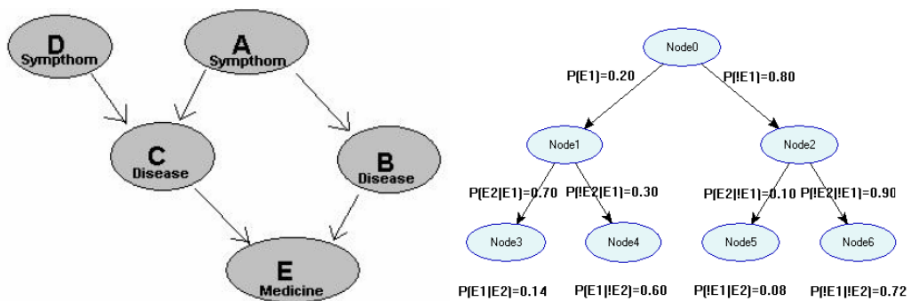 D
Sympthom
A
Sympthom
C
Disease
B
Disease
E
Medicine
Node0
P(E1)=0.20
P(!E1)=0.80
Node1
Node2
P(E2|E1)=0.70
P(!E2|E1)=0.30
P(E2|!E1)=0.10
P(!E2|!E1)=0.90
Node3
Node4
Node5
Node6
P(E1|E2)=0.14
P(E1|!E2)=0.60
P(!E1|E2)=0.08
P(!E1|!E2)=0.72